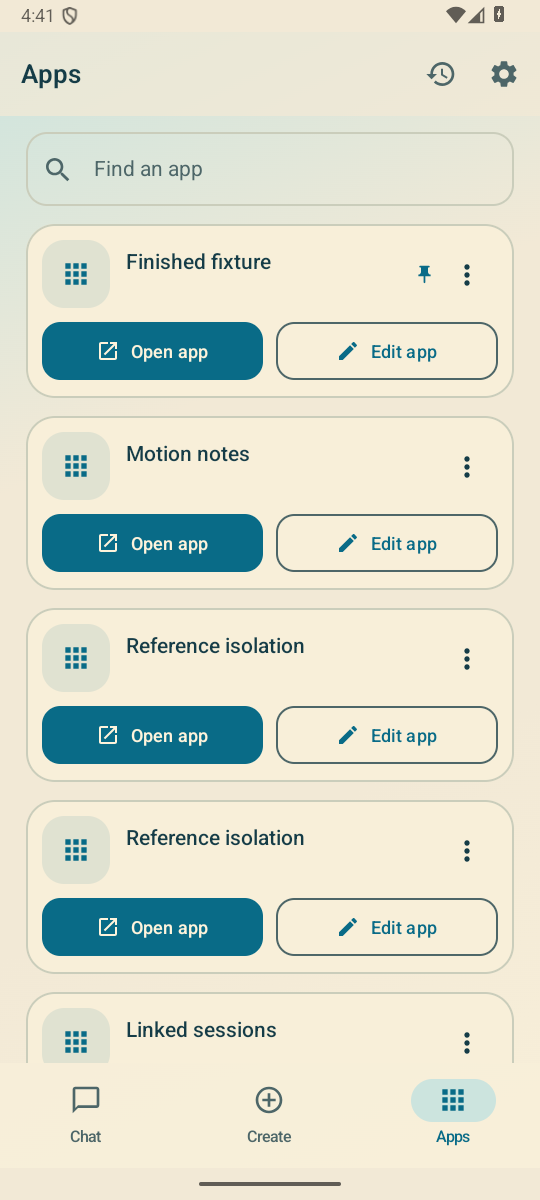 4:41
Apps
Find an app
Finished fixture
Open app
Edit app
Motion notes
Open app
Edit app
Reference isolation
Open app
Edit app
Reference isolation
Open app
Edit app
Linked sessions
Chat
Create
Apps